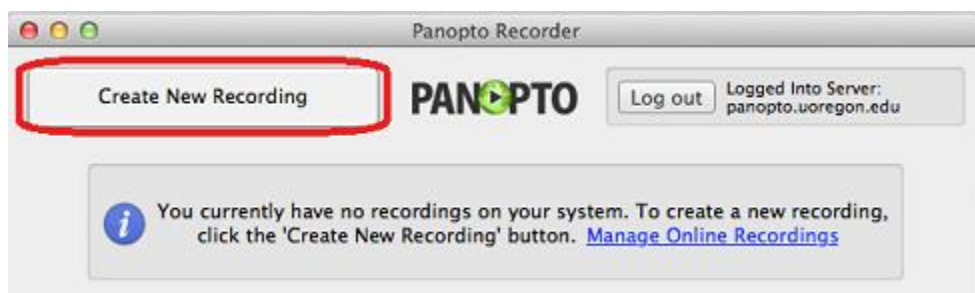 Panopto Recorder
Create New Recording
PANOPTO
Log out
Logged Into Server:
panopto.uoregon.edu
You currently have no recordings on your system. To create a new recording,
click the 'Create New Recording' button. Manage Online Recordings